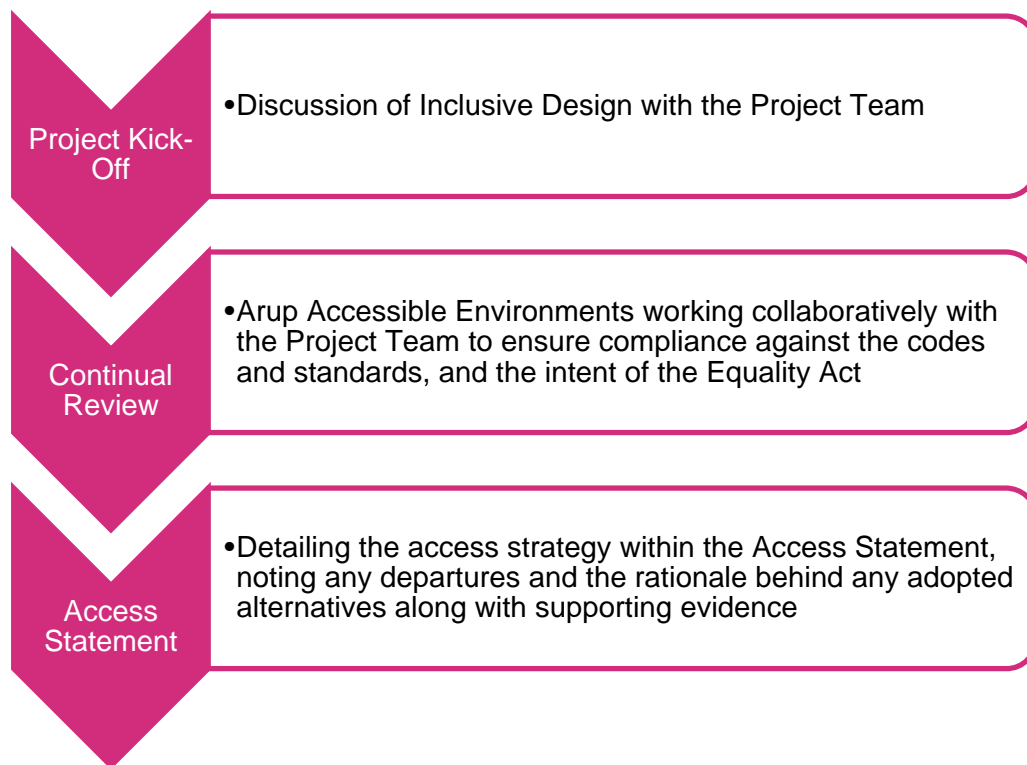 Project Kick-
Off
•Discussion of Inclusive Design with the Project Team
Continual
Review
•Arup Accessible Environments working collaboratively with
the Project Team to ensure compliance against the codes
and standards, and the intent of the Equality Act
Access
Statement
•Detailing the access strategy within the Access Statement,
noting any departures and the rationale behind any adopted
alternatives along with supporting evidence